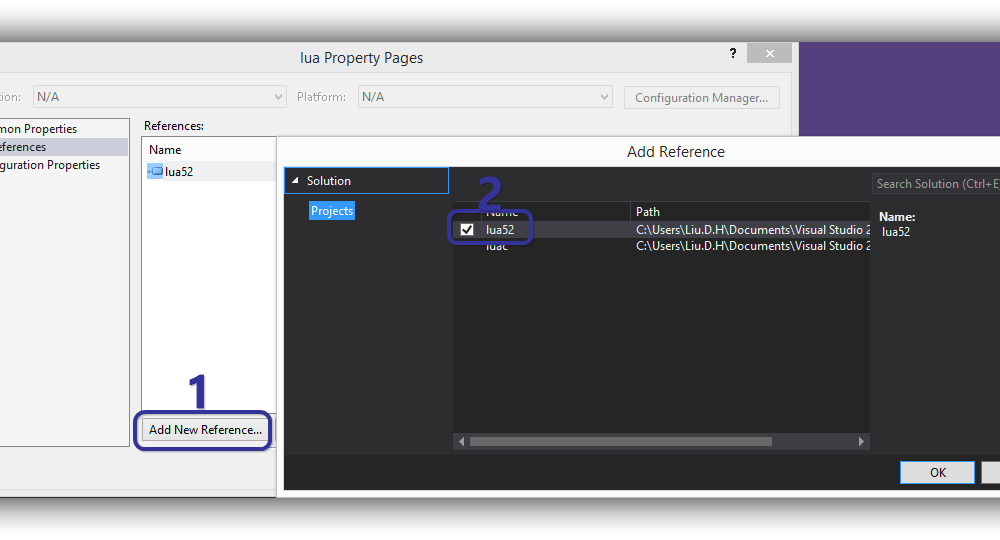 lua Property Pages
?
ion:
N/A
Platform:
N/A
Configuration Manager...
mon Properties
eferences
guration Properties
References:
Name
lua52
1
Add New Reference...
Add Reference
Solution
Projects
2
Search Solution (Ctrl+E)
Name
Path
lua52
C:\Users\Liu.D.H\Documents\Visual Studio 2
luac
C:\Users\Liu.D.H\Documents\Visual Studio 2
Name:
lua52
OK